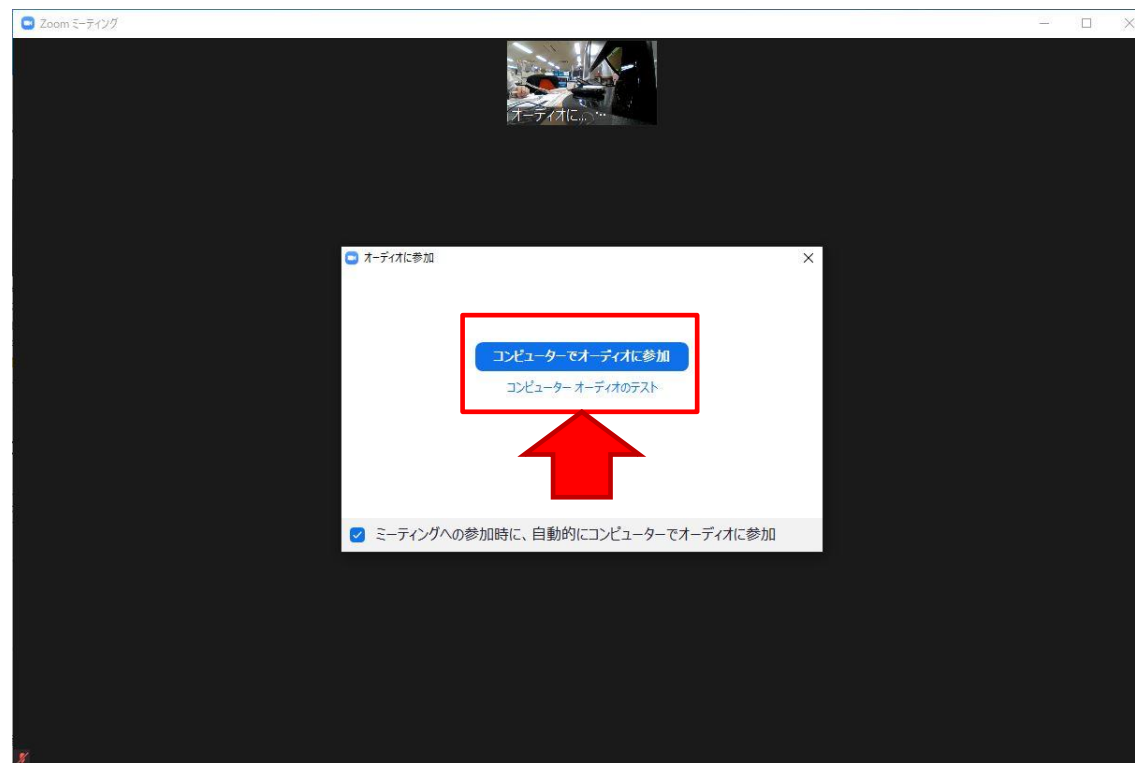 Zoom ミーティング
オーディオに... ...
オーディオに参加
コンピューターでオーディオに参加
コンピューター オーディオのテスト
ミーティングへの参加時に、自動的にコンピューターでオーディオに参加